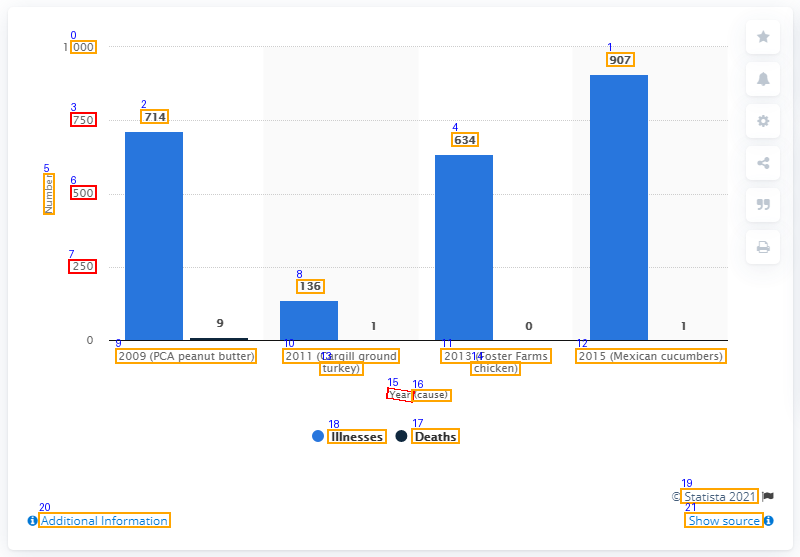 1 000
907
714
750
634
Number
500
250
136
9
1
0
1
0
2009 (PCA peanut butter)
2011 (Cargill ground turkey)
2013 (Foster Farms chicken)
2015 (Mexican cucumbers)
Year (cause)
Illnesses
Deaths
© Statista 2021
Additional Information
Show source